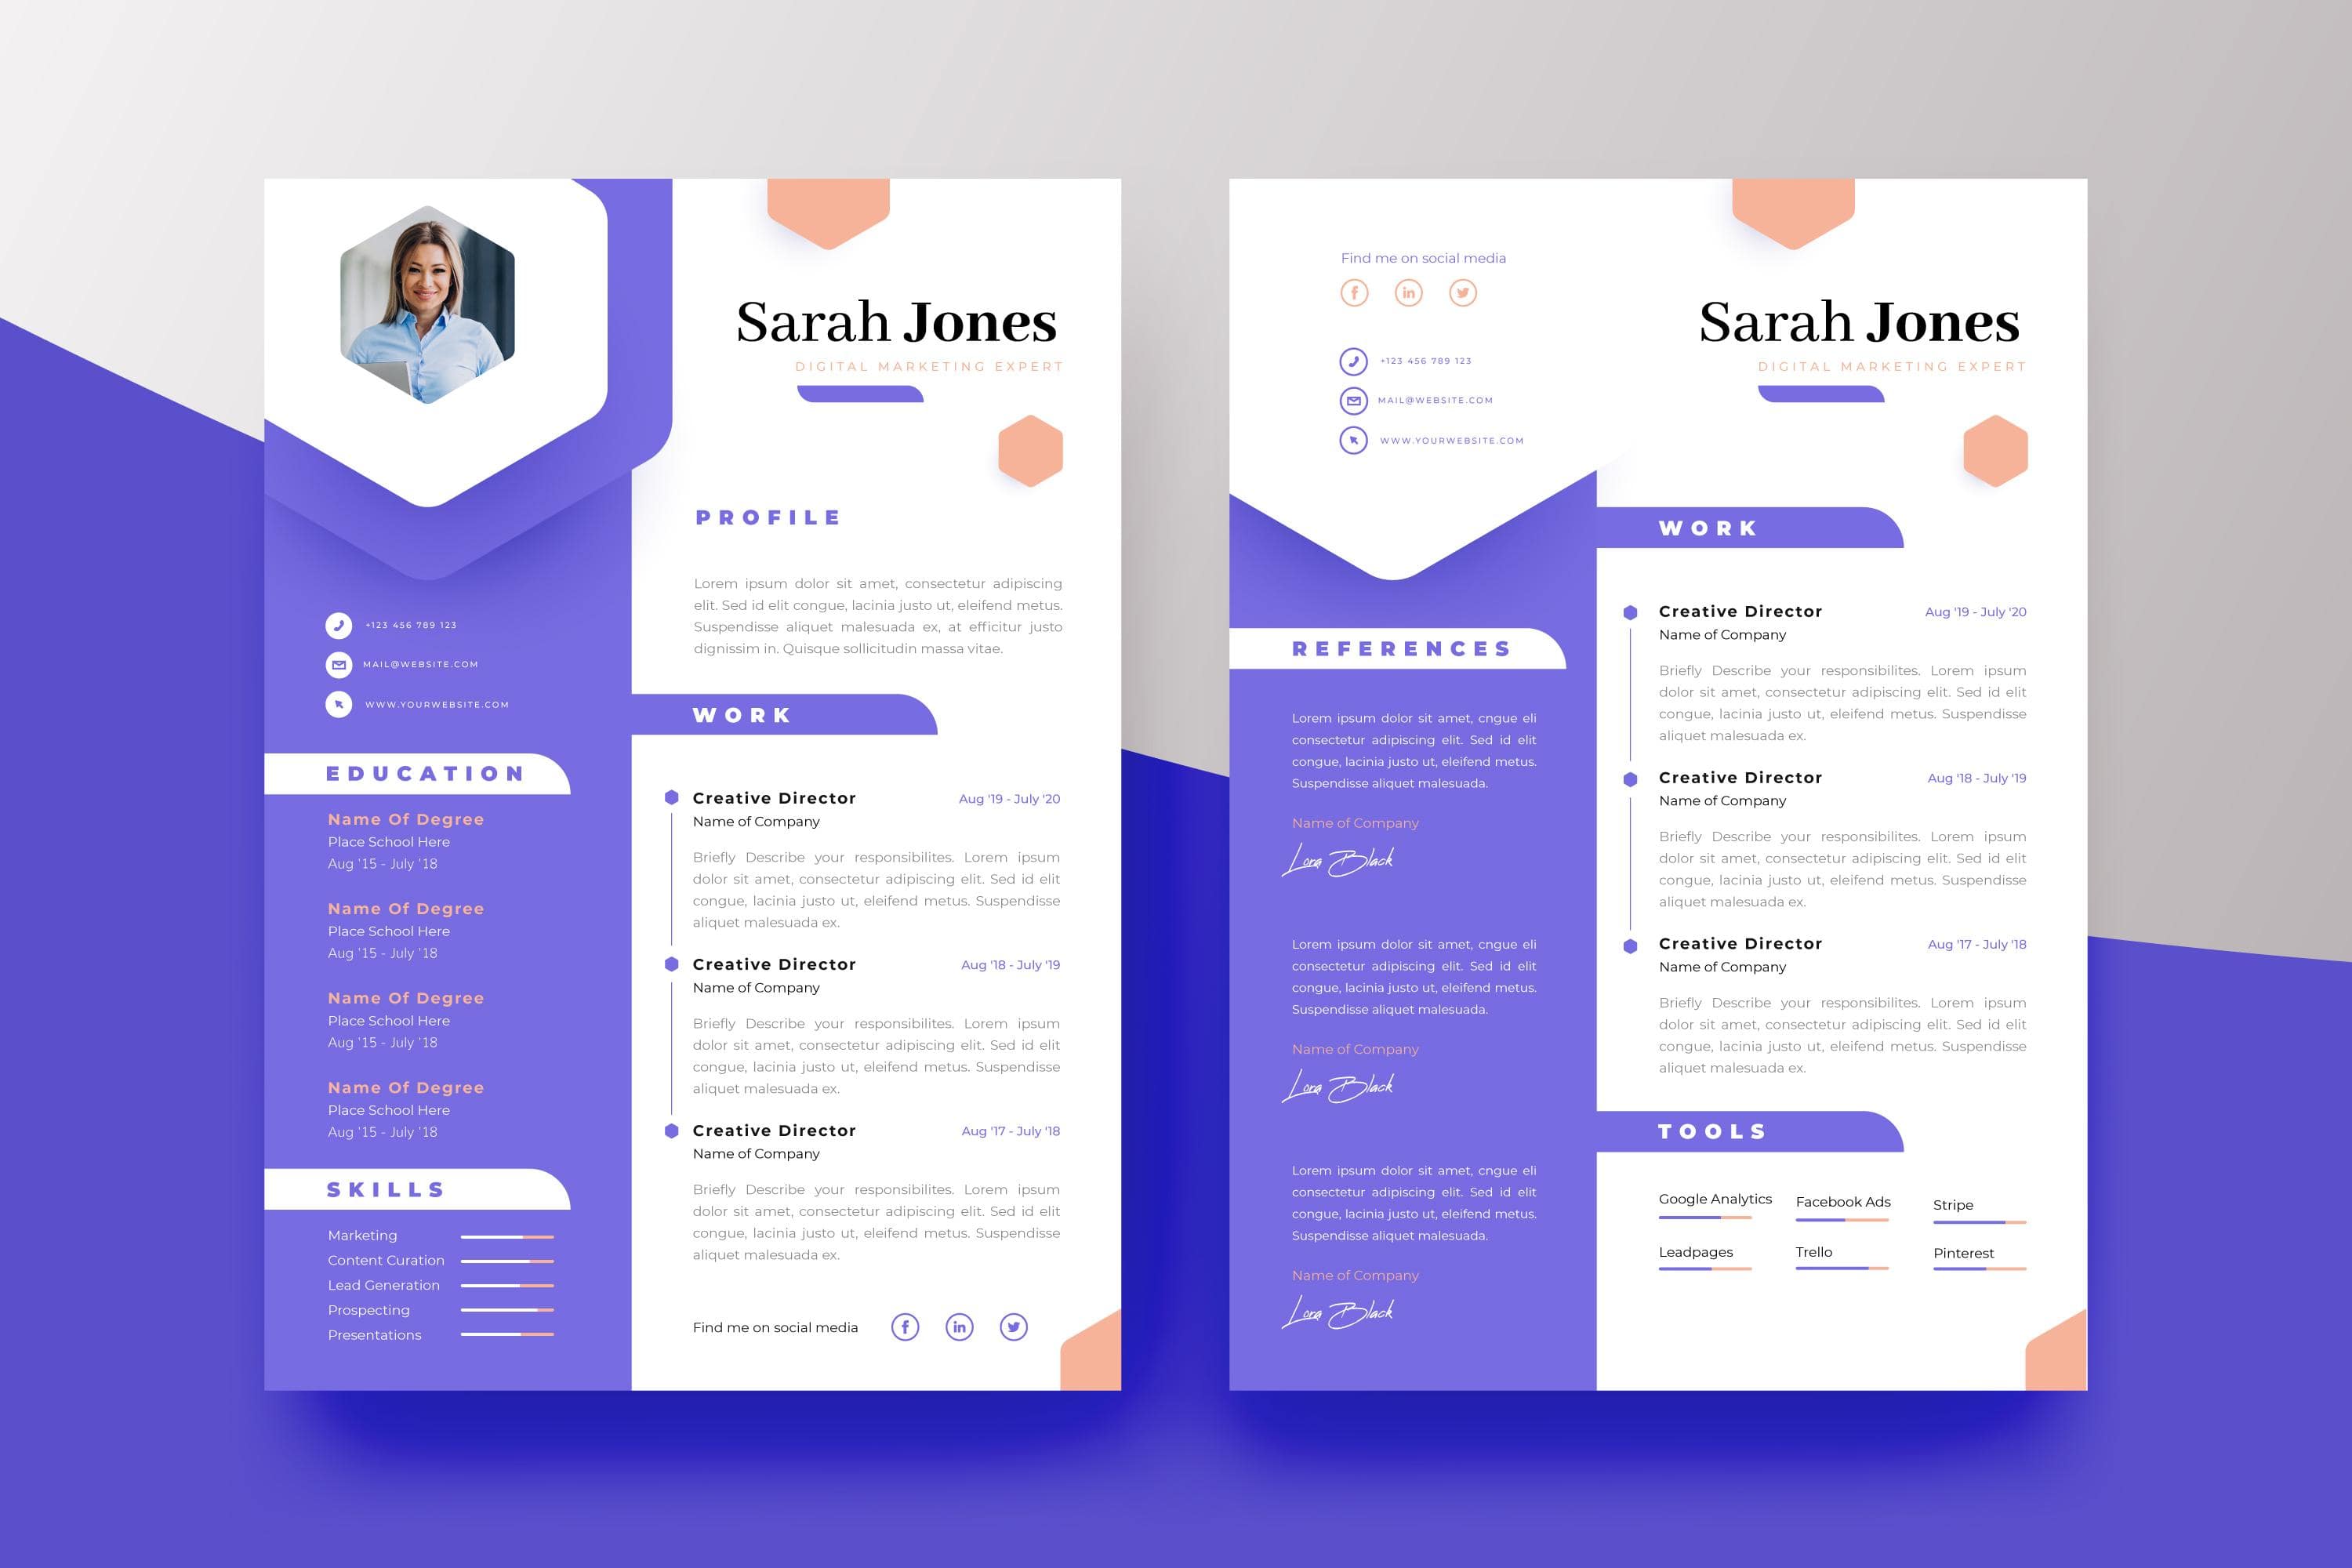 Sarah Jones
DIGITAL MARKETING EXPERT
+123 456 789 123
MAIL@WEBSITE.COM
WWW.YOURWEBSITE.COM
EDUCATION
Name Of Degree
Place School Here
Aug '15 - July '18
Name Of Degree
Place School Here
Aug '15 - July '18
Name Of Degree
Place School Here
Aug '15 - July '18
Name Of Degree
Place School Here
Aug '15 - July '18
SKILLS
Marketing
Content Curation
Lead Generation
Prospecting
Presentations
PROFILE
Lorem ipsum dolor sit amet, consectetur adipiscing
elit. Sed id elit congue, lacinia justo ut, eleifend metus.
Suspendisse aliquet malesuada ex, at efficitur justo
dignissim in. Quisque sollicitudin massa vitae.
WORK
Creative Director Aug '19 - July '20
Name of Company
Briefly Describe your responsibilites. Lorem ipsum
dolor sit amet, consectetur adipiscing elit. Sed id elit
congue, lacinia justo ut, eleifend metus. Suspendisse
aliquet malesuada ex.
Creative Director Aug '18 - July '19
Name of Company
Briefly Describe your responsibilites. Lorem ipsum
dolor sit amet, consectetur adipiscing elit. Sed id elit
congue, lacinia justo ut, eleifend metus. Suspendisse
aliquet malesuada ex.
Creative Director Aug '17 - July '18
Name of Company
Briefly Describe your responsibilites. Lorem ipsum
dolor sit amet, consectetur adipiscing elit. Sed id elit
congue, lacinia justo ut, eleifend metus. Suspendisse
aliquet malesuada ex.
Find me on social media
Find me on social media
+123 456 789 123
MAIL@WEBSITE.COM
WWW.YOURWEBSITE.COM
Sarah Jones
DIGITAL MARKETING EXPERT
REFERENCES
Lorem ipsum dolor sit amet, cngue eli
consectetur adipiscing elit. Sed id elit
congue, lacinia justo ut, eleifend metus.
Suspendisse aliquet malesuada.
Name of Company
Lora Black
Lorem ipsum dolor sit amet, cngue eli
consectetur adipiscing elit. Sed id elit
congue, lacinia justo ut, eleifend metus.
Suspendisse aliquet malesuada.
Name of Company
Lora Black
Lorem ipsum dolor sit amet, cngue eli
consectetur adipiscing elit. Sed id elit
congue, lacinia justo ut, eleifend metus.
Suspendisse aliquet malesuada.
Name of Company
Lora Black
WORK
Creative Director Aug '19 - July '20
Name of Company
Briefly Describe your responsibilites. Lorem ipsum
dolor sit amet, consectetur adipiscing elit. Sed id elit
congue, lacinia justo ut, eleifend metus. Suspendisse
aliquet malesuada ex.
Creative Director Aug '18 - July '19
Name of Company
Briefly Describe your responsibilites. Lorem ipsum
dolor sit amet, consectetur adipiscing elit. Sed id elit
congue, lacinia justo ut, eleifend metus. Suspendisse
aliquet malesuada ex.
Creative Director Aug '17 - July '18
Name of Company
Briefly Describe your responsibilites. Lorem ipsum
dolor sit amet, consectetur adipiscing elit. Sed id elit
congue, lacinia justo ut, eleifend metus. Suspendisse
aliquet malesuada ex.
TOOLS
Google Analytics Facebook Ads Stripe
Leadpages Trello Pinterest